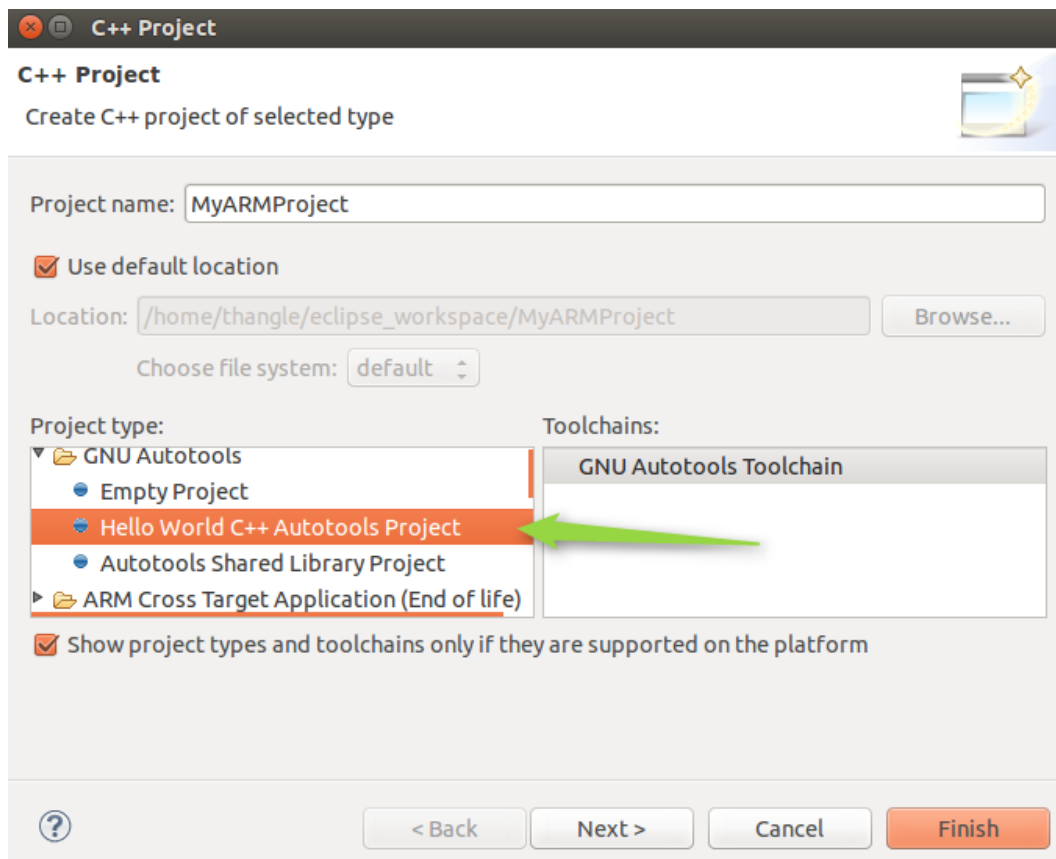 C++ Project
C++ Project
Create C++ project of selected type
Project name: MyARMProject
Use default location
Location: /home/thangle/eclipse_workspace/MyARMProject Browse...
Choose file system: default
Project type: Toolchains:
GNU Autotools GNU Autotools Toolchain
Empty Project
Hello World C++ Autotools Project
Autotools Shared Library Project
ARM Cross Target Application (End of life)
Show project types and toolchains only if they are supported on the platform
? < Back Next > Cancel Finish